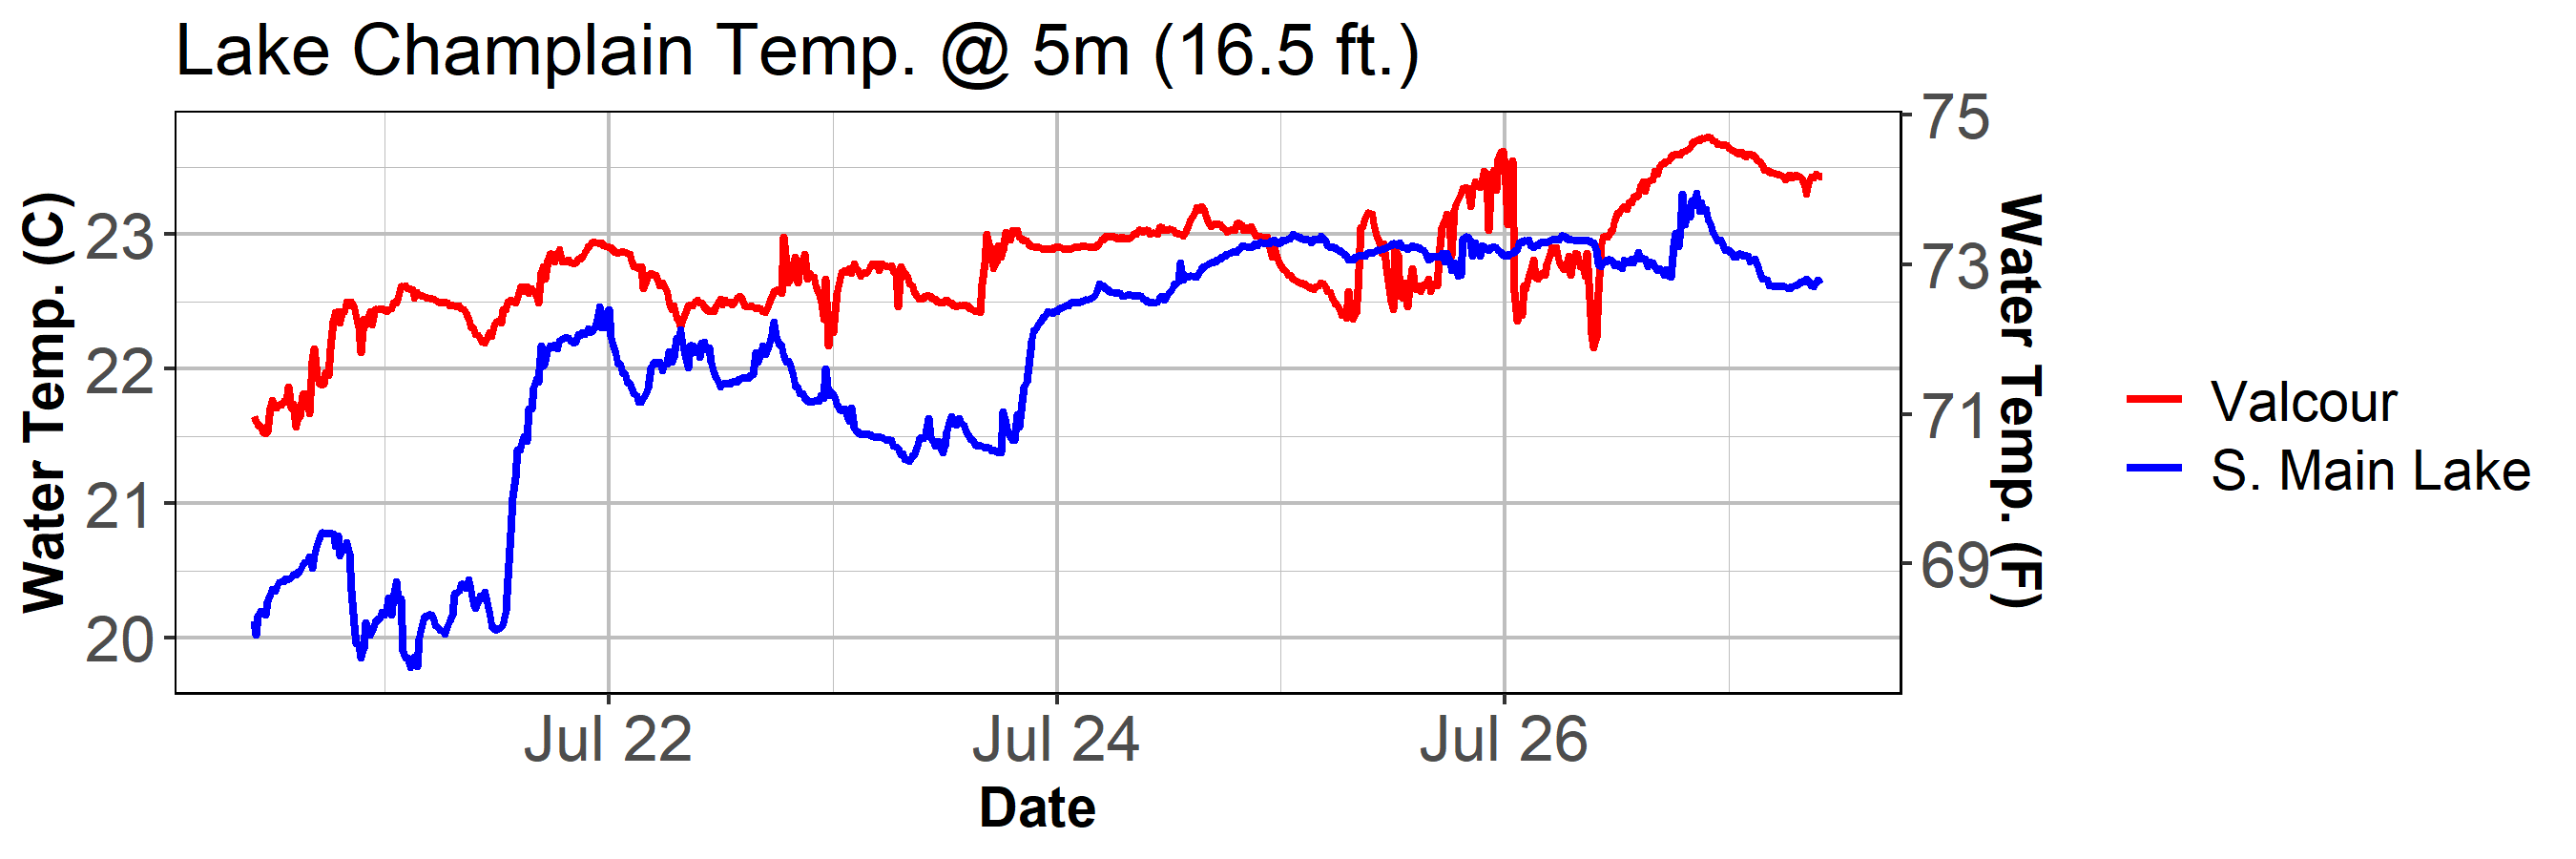 Lake Champlain Temp. @ 5m (16.5 ft.)
Water Temp. (C)
23
22
21
20
75
73
71
69
Water Temp. (F)
Jul 22
Jul 24
Jul 26
Date
Valcour
S. Main Lake